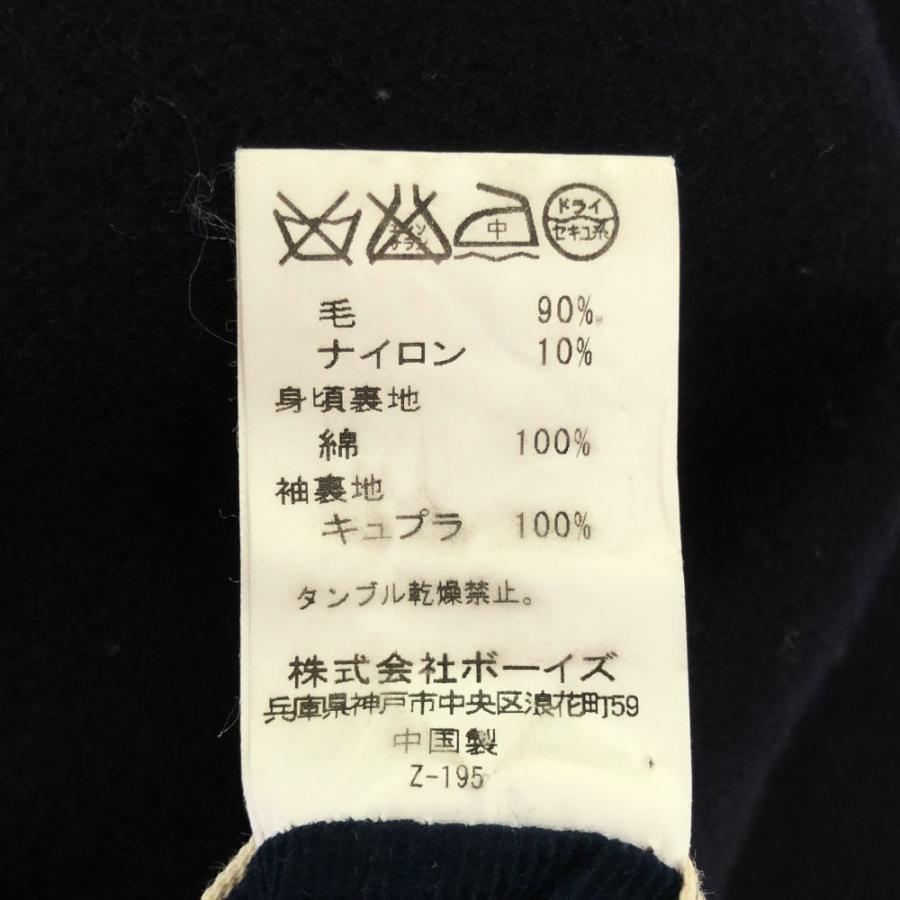 中 ドライ
セキユ系
毛 90%
ナイロン 10%
身頃裏地
綿 100%
袖裏地
キュプラ 100%
タンブル乾燥禁止。
株式会社ボーイズ
兵庫県神戸市中央区浪花町59
中国製
Z-195